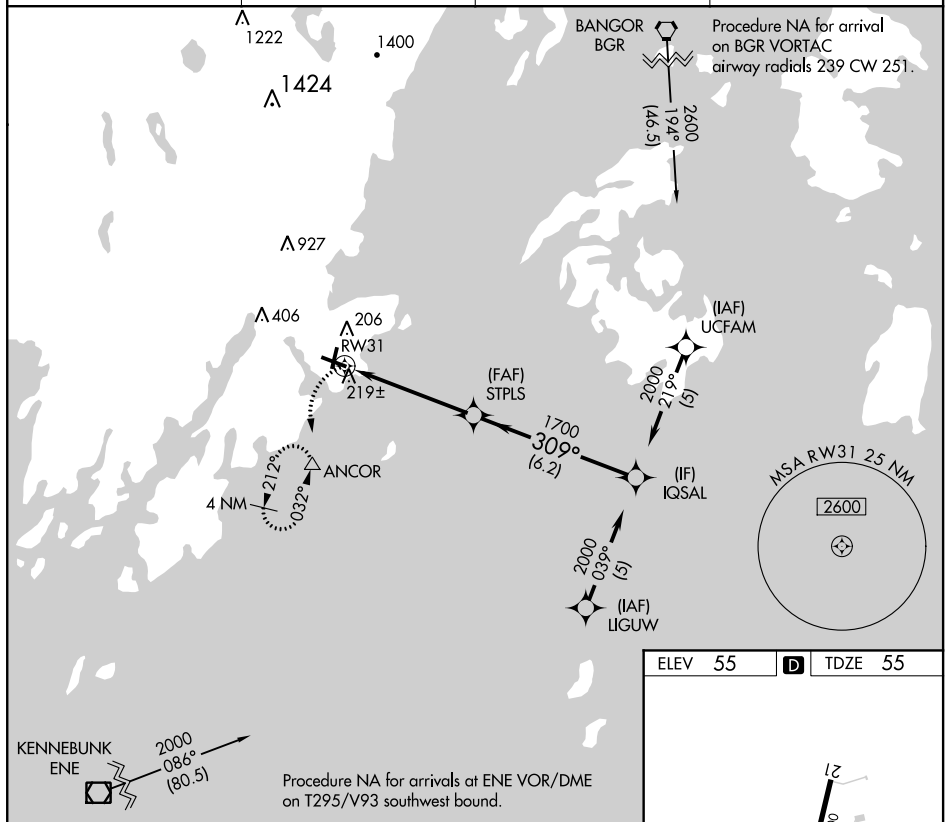 1222
1400
1424
BANGOR
BGR
Procedure NA for arrival
on BGR VORTAC
airway radials 239 CW 251.
2600
194°
(46.5)
927
406
206
RW31
219±
(IAF)
UCFAM
2000
219°
(5)
(FAF)
STPLS
1700
309°
(6.2)
(IF)
IQSAL
212°
032°
ANCOR
4 NM
MSA RW31 25 NM
2600
2000
039°
(5)
(IAF)
LIGUW
ELEV 55
D
TDZE 55
21
KENNEBUNK
ENE
2000
086°
(80.5)
Procedure NA for arrivals at ENE VOR/DME
on T295/V93 southwest bound.